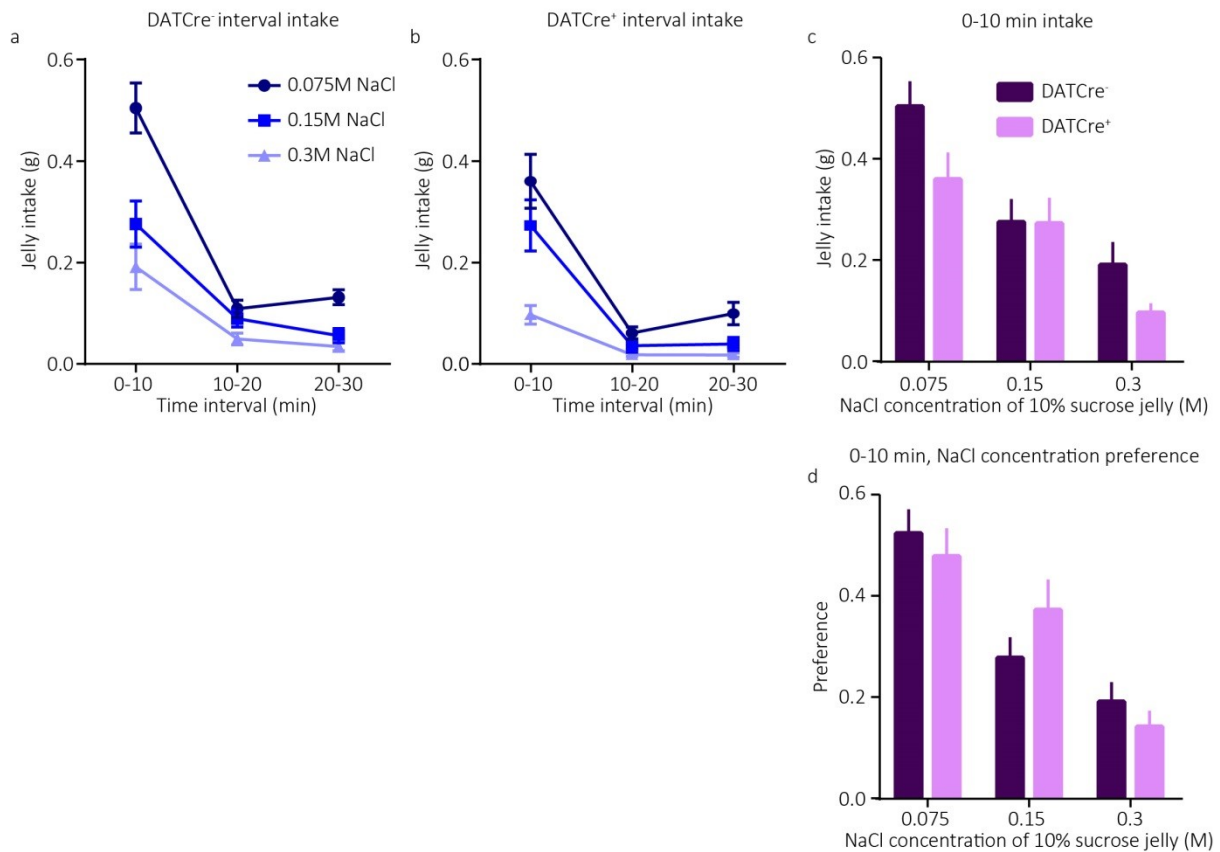 a
DATCre⁻ interval intake
0.6
0.4
0.2
0.0
Jelly intake (g)
0.075M NaCl
0.15M NaCl
0.3M NaCl
0-10
10-20
20-30
Time interval (min)
b
DATCre⁺ interval intake
0.6
0.4
0.2
0.0
Jelly intake (g)
0-10
10-20
20-30
Time interval (min)
c
0-10 min intake
0.6
0.4
0.2
0.0
Jelly intake (g)
DATCre⁻
DATCre⁺
0.075
0.15
0.3
NaCl concentration of 10% sucrose jelly (M)
d
0-10 min, NaCl concentration preference
0.6
0.4
0.2
0.0
Preference
0.075
0.15
0.3
NaCl concentration of 10% sucrose jelly (M)